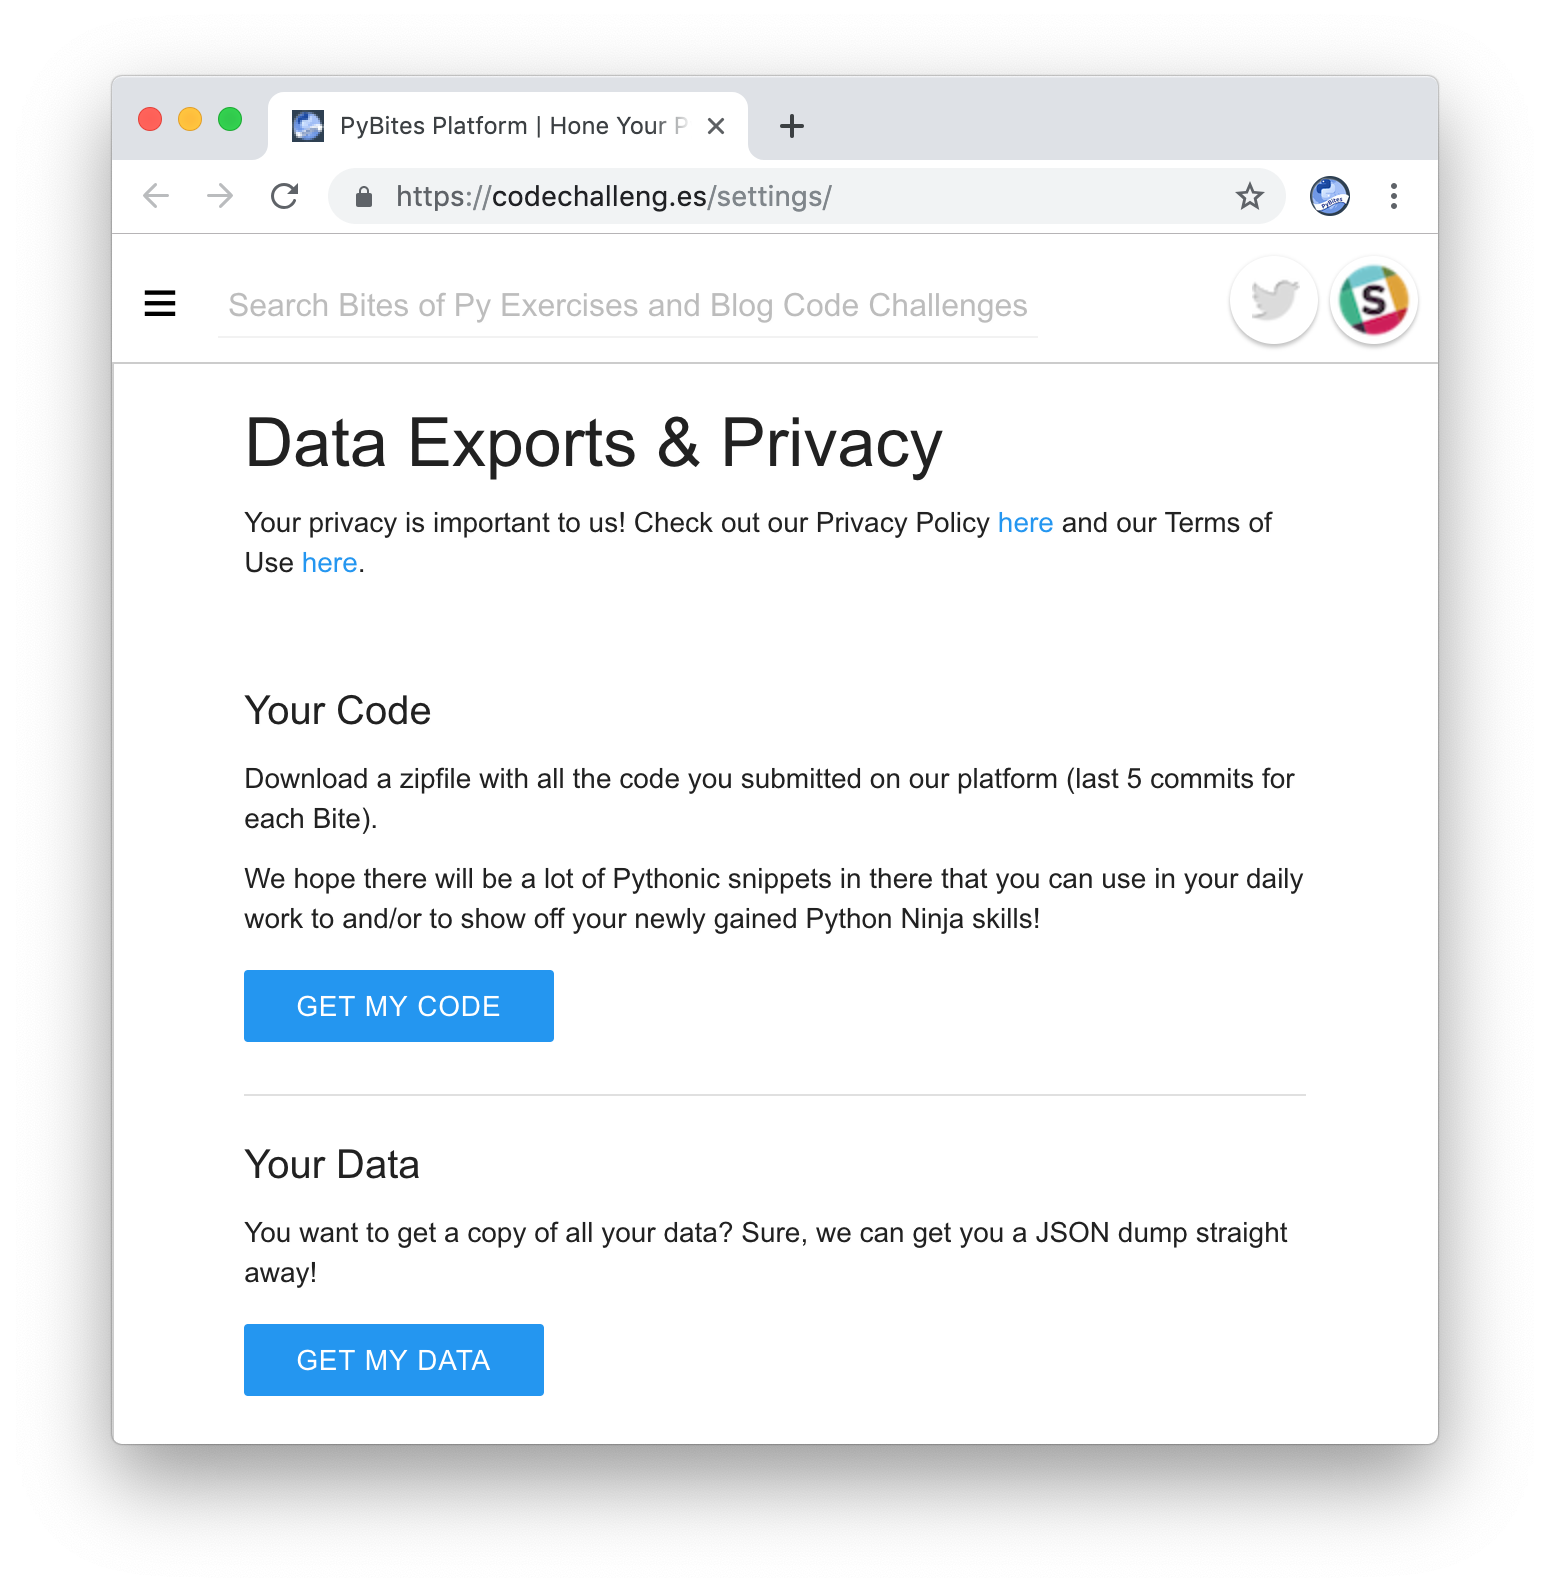 PyBites Platform | Hone Your P
https://codechalleng.es/settings/
Search Bites of Py Exercises and Blog Code Challenges
S
Data Exports & Privacy
Your privacy is important to us! Check out our Privacy Policy here and our Terms of
Use here.
Your Code
Download a zipfile with all the code you submitted on our platform (last 5 commits for
each Bite).
We hope there will be a lot of Pythonic snippets in there that you can use in your daily
work to and/or to show off your newly gained Python Ninja skills!
GET MY CODE
Your Data
You want to get a copy of all your data? Sure, we can get you a JSON dump straight
away!
GET MY DATA